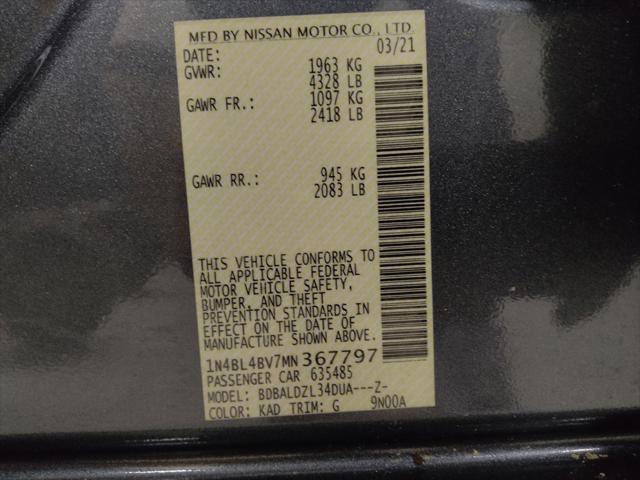 MFD BY NISSAN MOTOR CO., LTD.
DATE: 03/21
GVWR: 1963 KG
4328 LB
GAWR FR.: 1097 KG
2418 LB
GAWR RR.: 945 KG
2083 LB
THIS VEHICLE CONFORMS TO
ALL APPLICABLE FEDERAL
MOTOR VEHICLE SAFETY,
BUMPER, AND THEFT
PREVENTION STANDARDS IN
EFFECT ON THE DATE OF
MANUFACTURE SHOWN ABOVE.
1N4BL4BV7MN367797
PASSENGER CAR 635485
MODEL: BDBALDZL34DUA---Z-
COLOR: KAD TRIM: G 9N00A